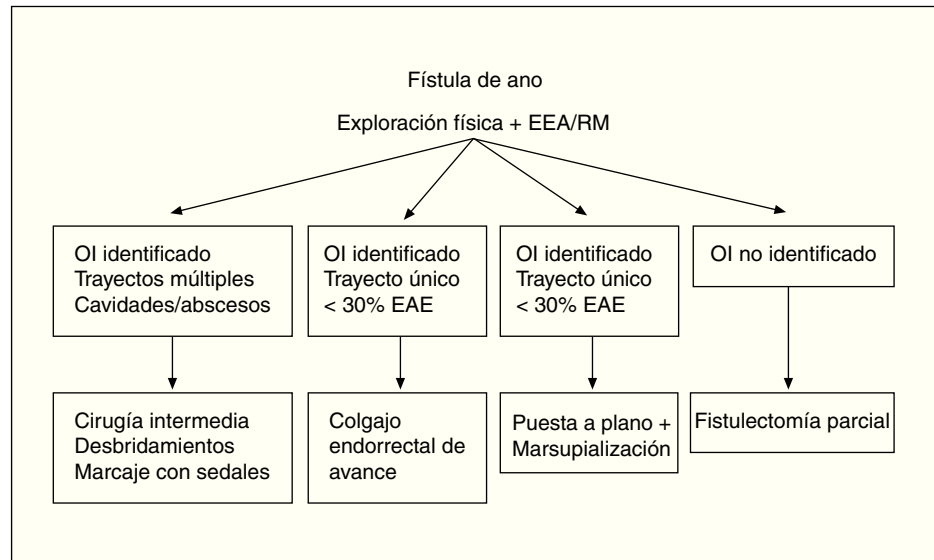 Fístula de ano
Exploración física + EEA/RM
OI identificado
Trayectos múltiples
Cavidades/abscesos
OI identificado
Trayecto único
< 30% EAE
OI identificado
Trayecto único
< 30% EAE
OI no identificado
Cirugía intermedia
Desbridamientos
Marcaje con sedales
Colgajo
endorrectal de
avance
Puesta a plano +
Marsupialización
Fistulectomía parcial